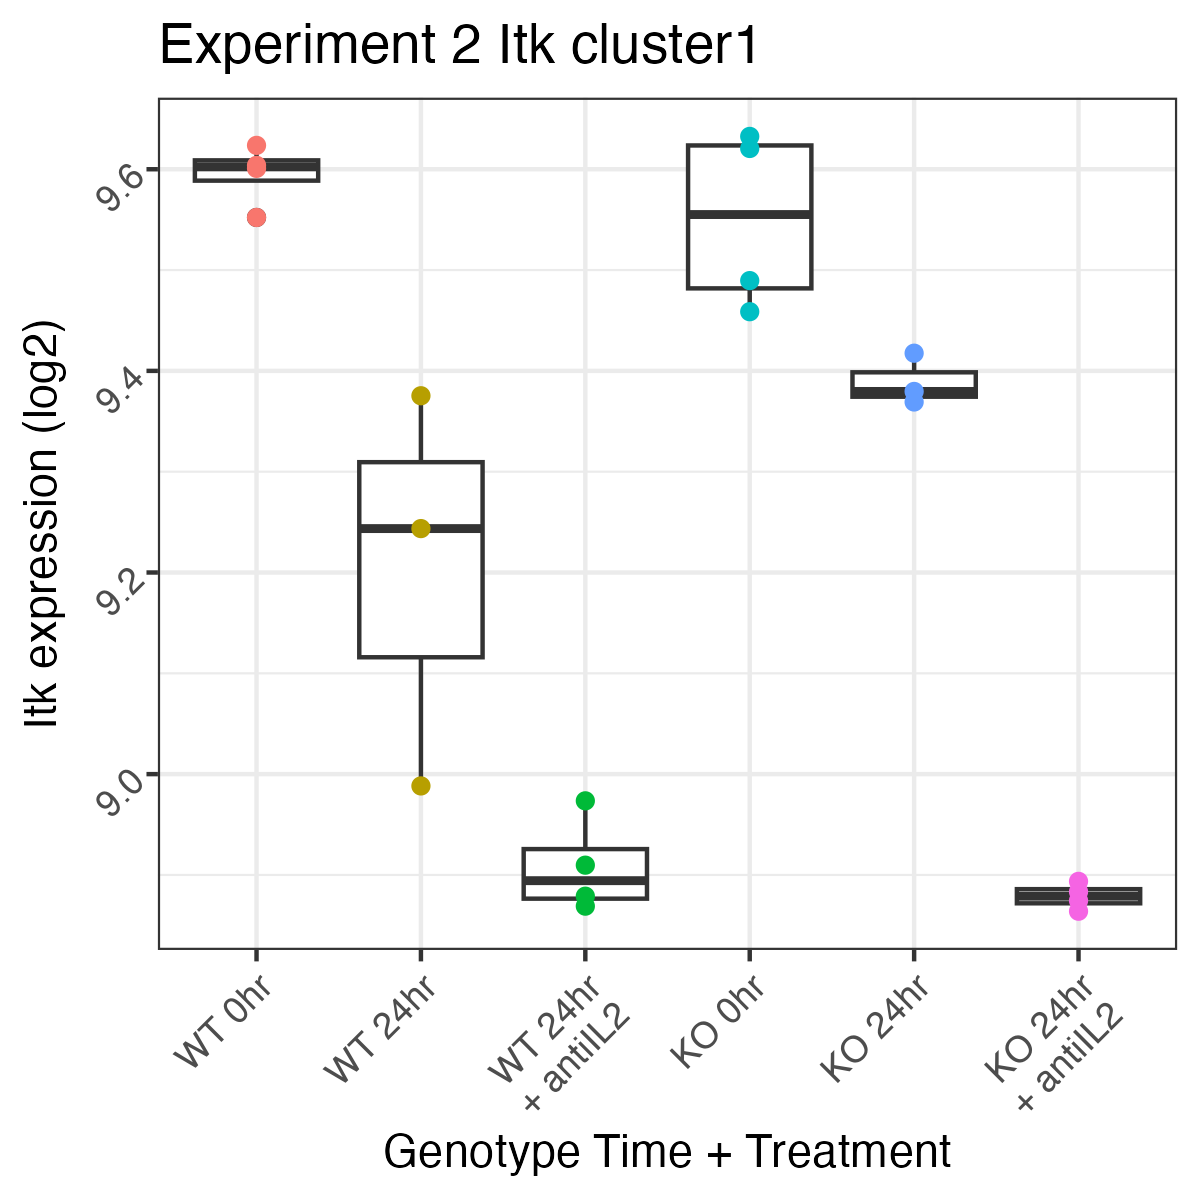 Experiment 2 Itk cluster1
Itk expression (log2)
9.6
9.4
9.2
9.0
WT 0hr
WT 24hr
WT 24hr
+ antiIL2
KO 0hr
KO 24hr
KO 24hr
+ antiIL2
Genotype Time + Treatment